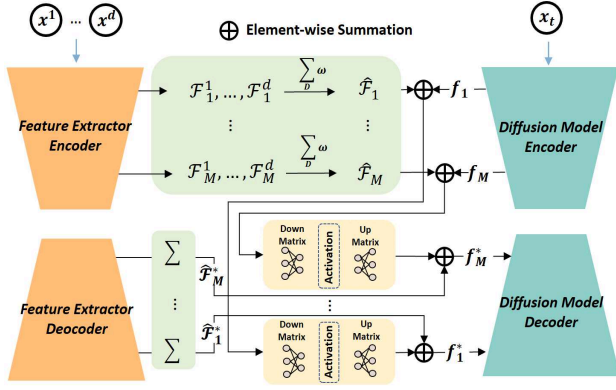 x¹ ... x^d
⊕ Element-wise Summation
x_t
Feature Extractor
Encoder
ℱ₁¹, ..., ℱ₁^d
∑_D ω
ℱ̂₁
f₁
Diffusion Model
Encoder
ℱ_M¹, ..., ℱ_M^d
∑_D ω
ℱ̂_M
f_M
Down
Matrix
Activation
Up
Matrix
f_M^*
Feature Extractor
Deocoder
∑
ℱ̂_M^*
∑
ℱ̂₁^*
Diffusion Model
Decoder
Down
Matrix
Activation
Up
Matrix
f₁^*